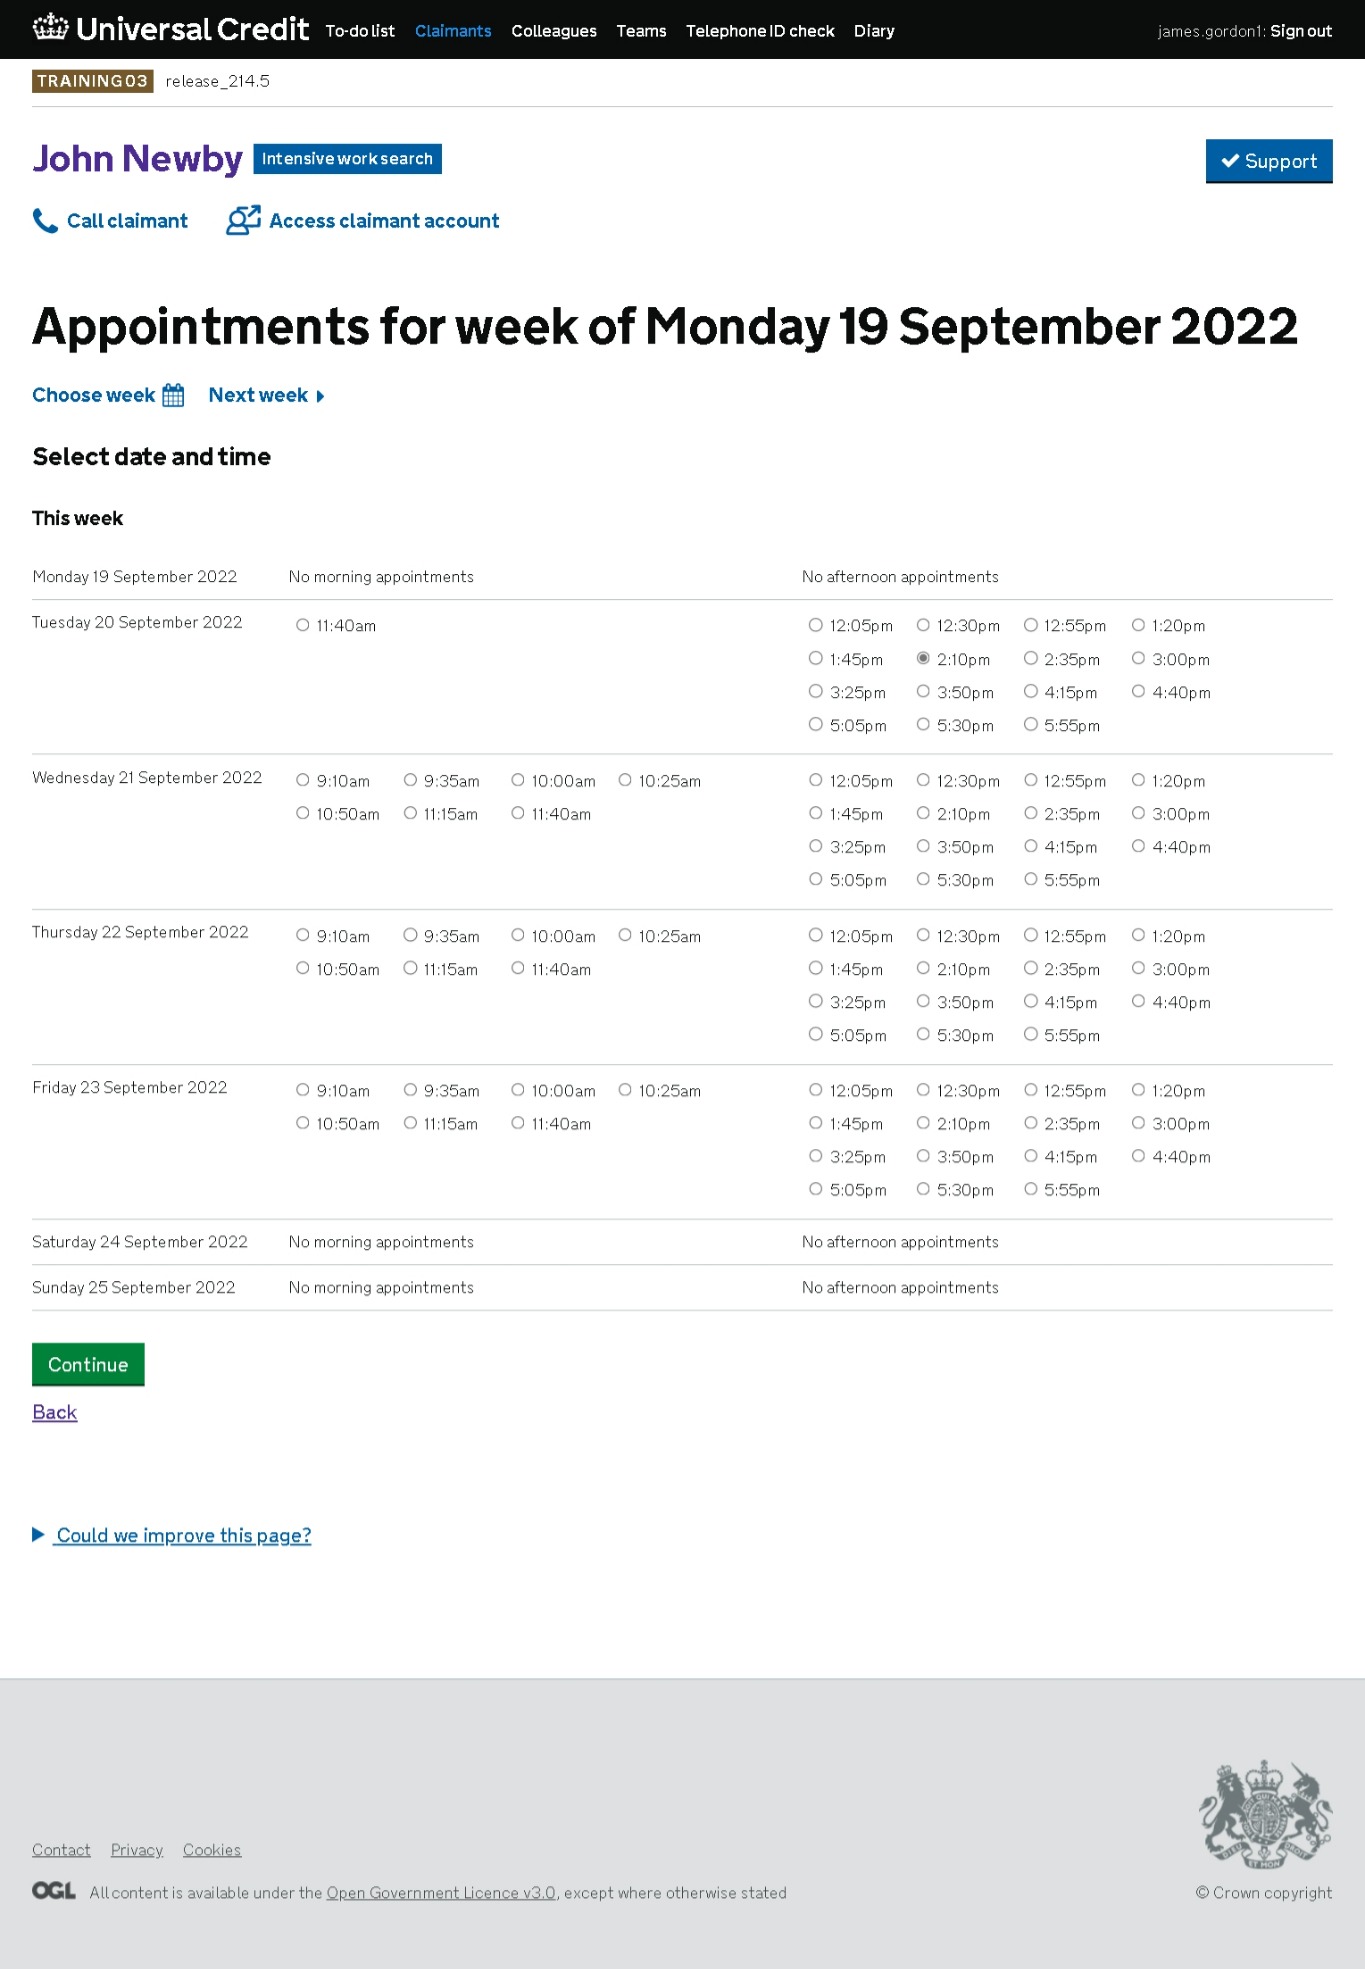 Universal Credit To-do list Claimants Colleagues Teams Telephone ID check Diary james.gordon1: Sign out
TRAINING03 release_214.5
John Newby Intensive work search
Support
Call claimant Access claimant account
Appointments for week of Monday 19 September 2022
Choose week Next week
Select date and time
This week
Monday 19 September 2022 No morning appointments No afternoon appointments
Tuesday 20 September 2022 11:40am 12:05pm 12:30pm 12:55pm 1:20pm
1:45pm 2:10pm 2:35pm 3:00pm
3:25pm 3:50pm 4:15pm 4:40pm
5:05pm 5:30pm 5:55pm
Wednesday 21 September 2022 9:10am 9:35am 10:00am 10:25am 12:05pm 12:30pm 12:55pm 1:20pm
10:50am 11:15am 11:40am 1:45pm 2:10pm 2:35pm 3:00pm
3:25pm 3:50pm 4:15pm 4:40pm
5:05pm 5:30pm 5:55pm
Thursday 22 September 2022 9:10am 9:35am 10:00am 10:25am 12:05pm 12:30pm 12:55pm 1:20pm
10:50am 11:15am 11:40am 1:45pm 2:10pm 2:35pm 3:00pm
3:25pm 3:50pm 4:15pm 4:40pm
5:05pm 5:30pm 5:55pm
Friday 23 September 2022 9:10am 9:35am 10:00am 10:25am 12:05pm 12:30pm 12:55pm 1:20pm
10:50am 11:15am 11:40am 1:45pm 2:10pm 2:35pm 3:00pm
3:25pm 3:50pm 4:15pm 4:40pm
5:05pm 5:30pm 5:55pm
Saturday 24 September 2022 No morning appointments No afternoon appointments
Sunday 25 September 2022 No morning appointments No afternoon appointments
Continue
Back
Could we improve this page?
Contact Privacy Cookies
OGL All content is available under the Open Government Licence v3.0, except where otherwise stated
© Crown copyright